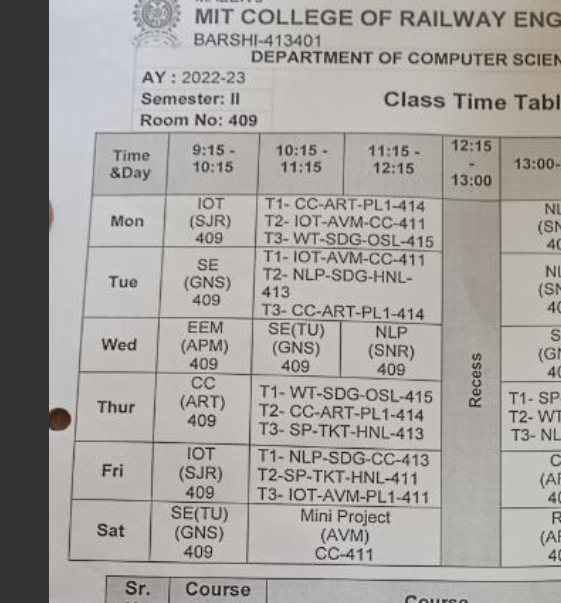 MIT COLLEGE OF RAILWAY ENG
BARSHI-413401
DEPARTMENT OF COMPUTER SCIEN
AY : 2022-23
Semester: II
Class Time Tabl
Room No: 409
Time &Day 9:15 - 10:15 10:15 - 11:15 11:15 - 12:15 12:15 - 13:00 13:00-
Mon
IOT
(SJR)
409
T1- CC-ART-PL1-414
T2- IOT-AVM-CC-411
T3- WT-SDG-OSL-415
NL
(SN
40
Tue
SE
(GNS)
409
T1- IOT-AVM-CC-411
T2- NLP-SDG-HNL-
413
T3- CC-ART-PL1-414
NL
(SN
40
Wed
EEM
(APM)
409
SE(TU)
(GNS)
409
NLP
(SNR)
409
Recess
S
(GN
40
Thur
CC
(ART)
409
T1- WT-SDG-OSL-415
T2- CC-ART-PL1-414
T3- SP-TKT-HNL-413
T1- SP
T2- WT
T3- NL
Fri
IOT
(SJR)
409
T1- NLP-SDG-CC-413
T2-SP-TKT-HNL-411
T3- IOT-AVM-PL1-411
C
(AR
40
Sat
SE(TU)
(GNS)
409
Mini Project
(AVM)
CC-411
(AF
40
Sr. Course
Course